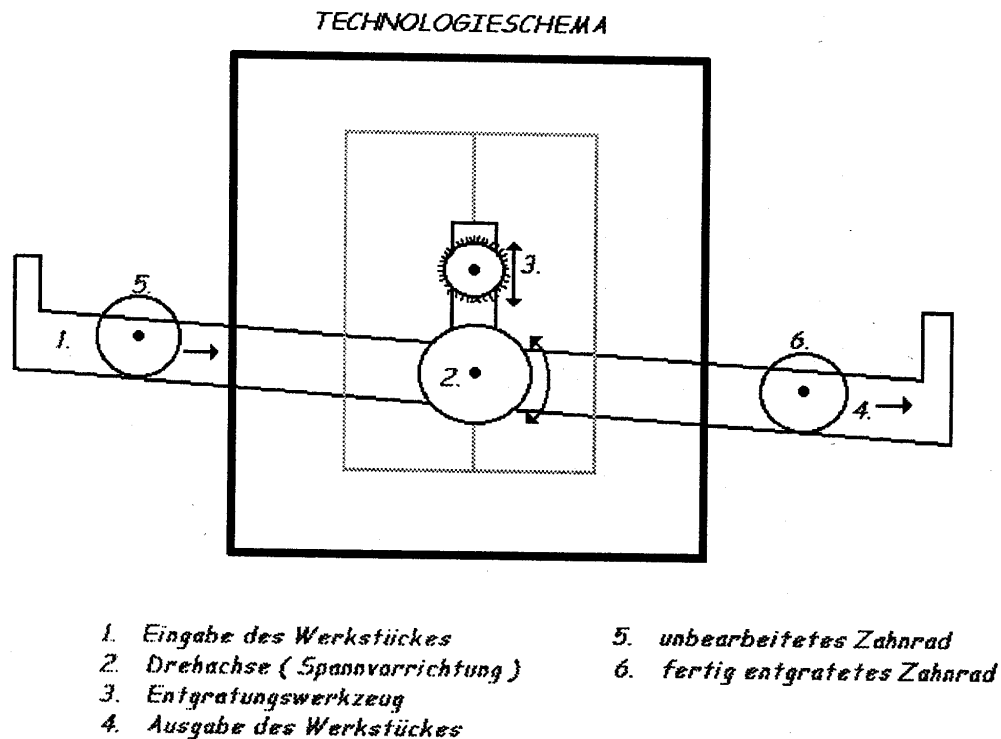 TECHNOLOGIESCHEMA
5.
3.
1.
6.
2.
4.
1. Eingabe des Werkstückes
2. Drehachse ( Spannvorrichtung )
3. Entgratungswerkzeug
4. Ausgabe des Werkstückes
5. unbearbeitetes Zahnrad
6. fertig entgratetes Zahnrad